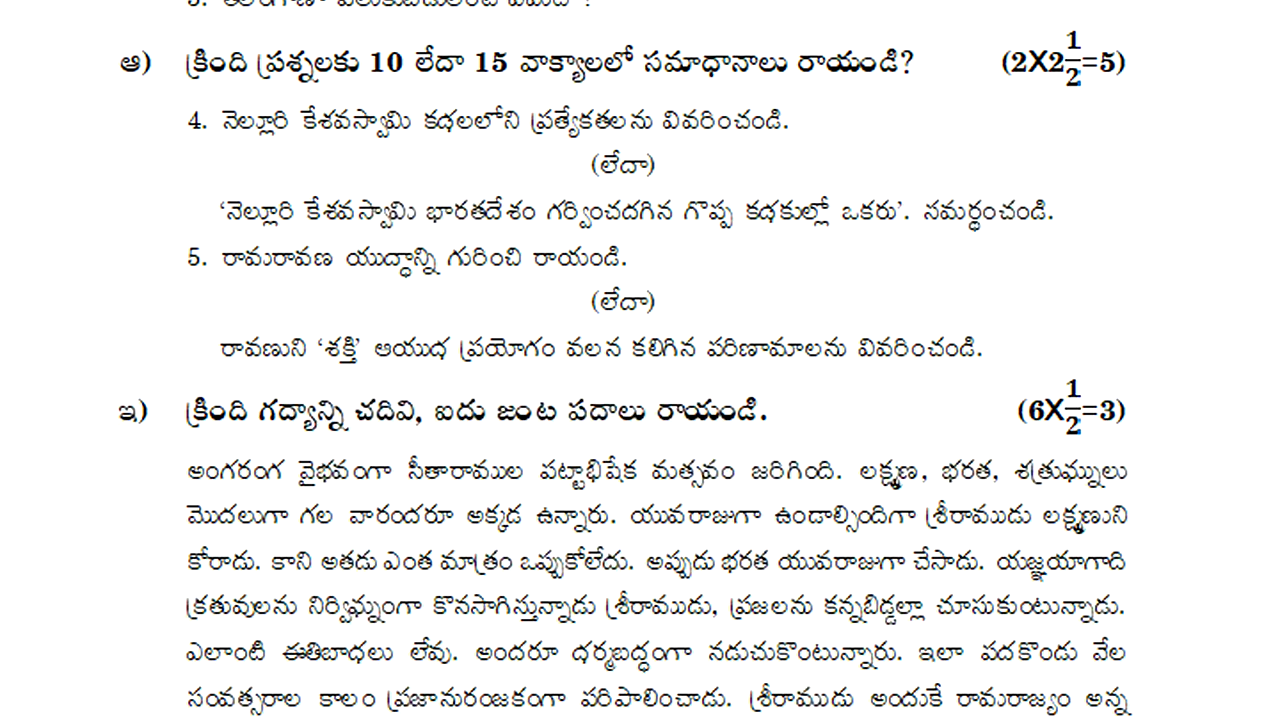 ఆ) క్రింది ప్రశ్నలకు 10 లేదా 15 వాక్యాలలో సమాధానాలు రాయండి? (2X2 1/2=5)
4. నెల్లూరి కేశవస్వామి కథలలోని ప్రత్యేకతలను వివరించండి.
(లేదా)
‘నెల్లూరి కేశవస్వామి భారతదేశం గర్వించదగిన గొప్ప కథకుల్లో ఒకరు’. సమర్థించండి.
5. రామరావణ యుద్ధాన్ని గురించి రాయండి.
(లేదా)
రావణుని ‘శక్తి’ ఆయుధ ప్రయోగం వలన కలిగిన పరిణామాలను వివరించండి.
ఇ) క్రింది గద్యాన్ని చదివి, ఐదు జంట పదాలు రాయండి. (6X 1/2=3)
అంగరంగ వైభవంగా సీతారాముల పట్టాభిషేక మత్సవం జరిగింది. లక్ష్మణ, భరత, శత్రుఘ్నులు
మొదలుగా గల వారందరూ అక్కడ ఉన్నారు. యువరాజుగా ఉండాల్సిందిగా శ్రీరాముడు లక్ష్మణుని
కోరాడు. కాని అతడు ఎంత మాత్రం ఒప్పుకోలేదు. అప్పుడు భరత యువరాజుగా చేసాడు. యజ్ఞయాగాది
క్రతువులను నిర్విఘ్నంగా కొనసాగిస్తున్నాడు శ్రీరాముడు, ప్రజలను కన్నబిడ్డల్లా చూసుకుంటున్నాడు.
ఎలాంటి ఈతిబాధలు లేవు. అందరూ ధర్మబద్ధంగా నడుచుకొంటున్నారు. ఇలా పదకొండు వేల
సంవత్సరాల కాలం ప్రజానురంజకంగా పరిపాలించాడు. శ్రీరాముడు అందుకే రామరాజ్యం అన్న